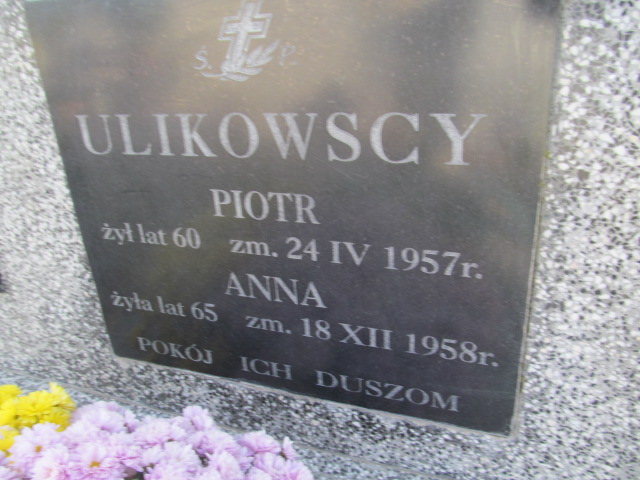 Ś. P.
ULIKOWSCY
PIOTR
żył lat 60 zm. 24 IV 1957r.
ANNA
żyła lat 65 zm. 18 XII 1958r.
POKÓJ ICH DUSZOM